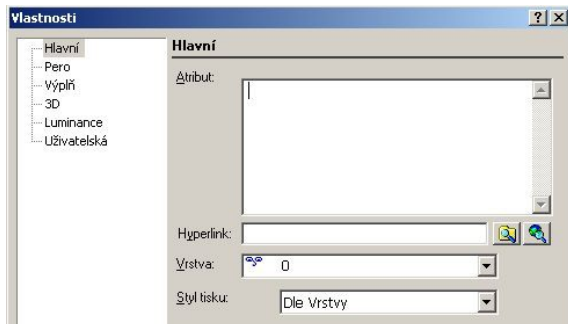 Vlastnosti
Hlavní
Pero
Výplň
3D
Luminance
Uživatelská
Hlavní
Atribut:
Hyperlink:
Vrstva: 0
Styl tisku: Dle Vrstvy